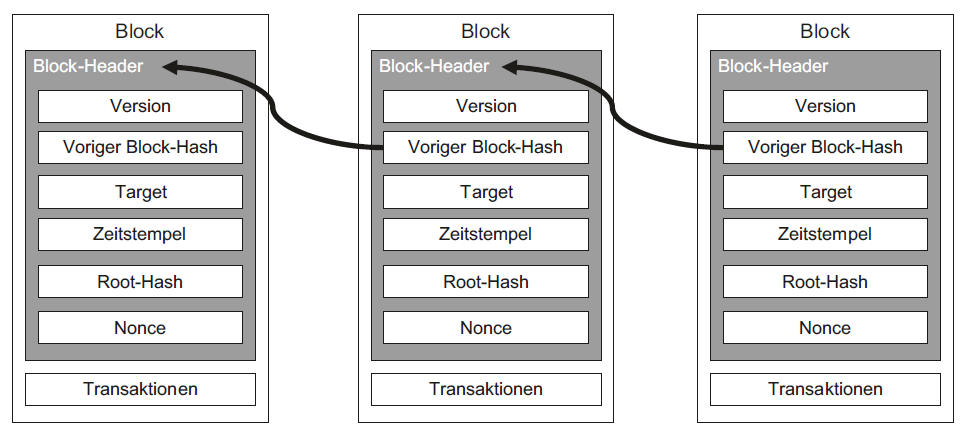 Block
Block-Header
Version
Voriger Block-Hash
Target
Zeitstempel
Root-Hash
Nonce
Transaktionen
Block
Block-Header
Version
Voriger Block-Hash
Target
Zeitstempel
Root-Hash
Nonce
Transaktionen
Block
Block-Header
Version
Voriger Block-Hash
Target
Zeitstempel
Root-Hash
Nonce
Transaktionen